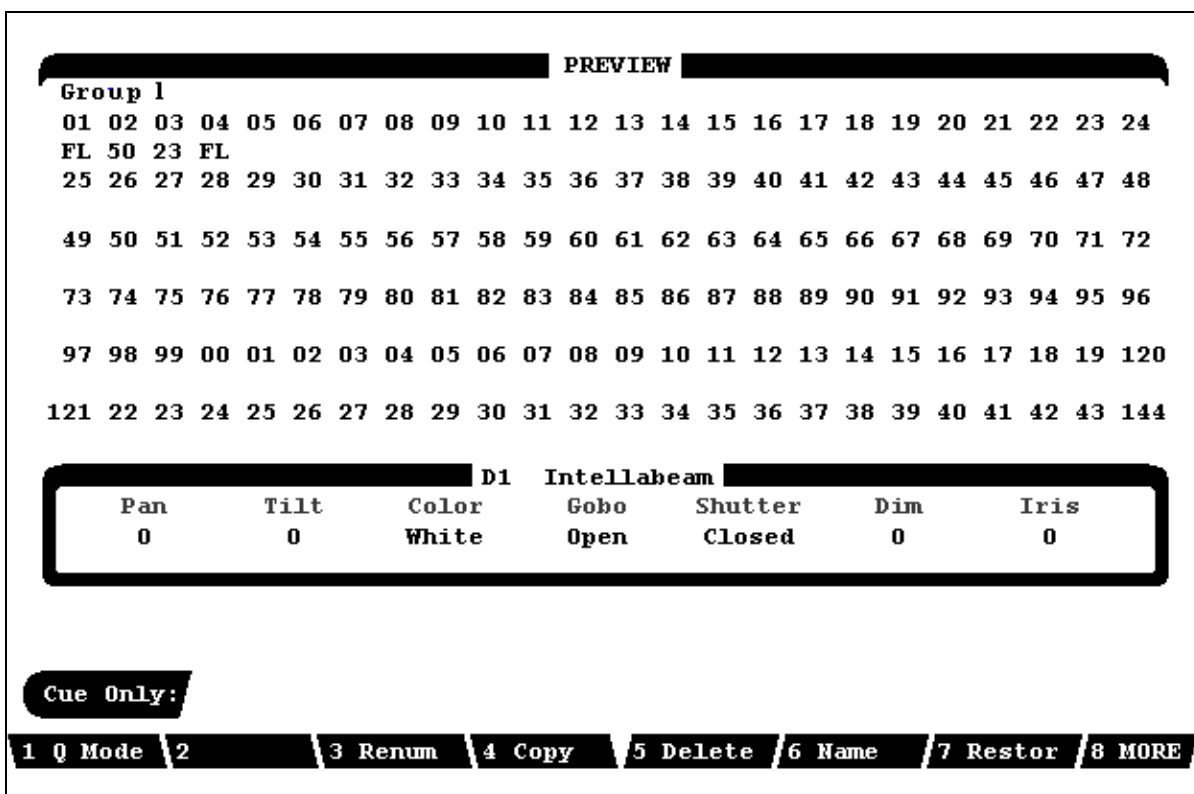 PREVIEW
Group 1
01 02 03 04 05 06 07 08 09 10 11 12 13 14 15 16 17 18 19 20 21 22 23 24
FL 50 23 FL
25 26 27 28 29 30 31 32 33 34 35 36 37 38 39 40 41 42 43 44 45 46 47 48
49 50 51 52 53 54 55 56 57 58 59 60 61 62 63 64 65 66 67 68 69 70 71 72
73 74 75 76 77 78 79 80 81 82 83 84 85 86 87 88 89 90 91 92 93 94 95 96
97 98 99 00 01 02 03 04 05 06 07 08 09 10 11 12 13 14 15 16 17 18 19 120
121 22 23 24 25 26 27 28 29 30 31 32 33 34 35 36 37 38 39 40 41 42 43 144
D1 Intellabeam
Pan Tilt Color Gobo Shutter Dim Iris
0 0 White Open Closed 0 0
Cue Only:
1 Q Mode 2 3 Renum 4 Copy 5 Delete 6 Name 7 Restor 8 MORE